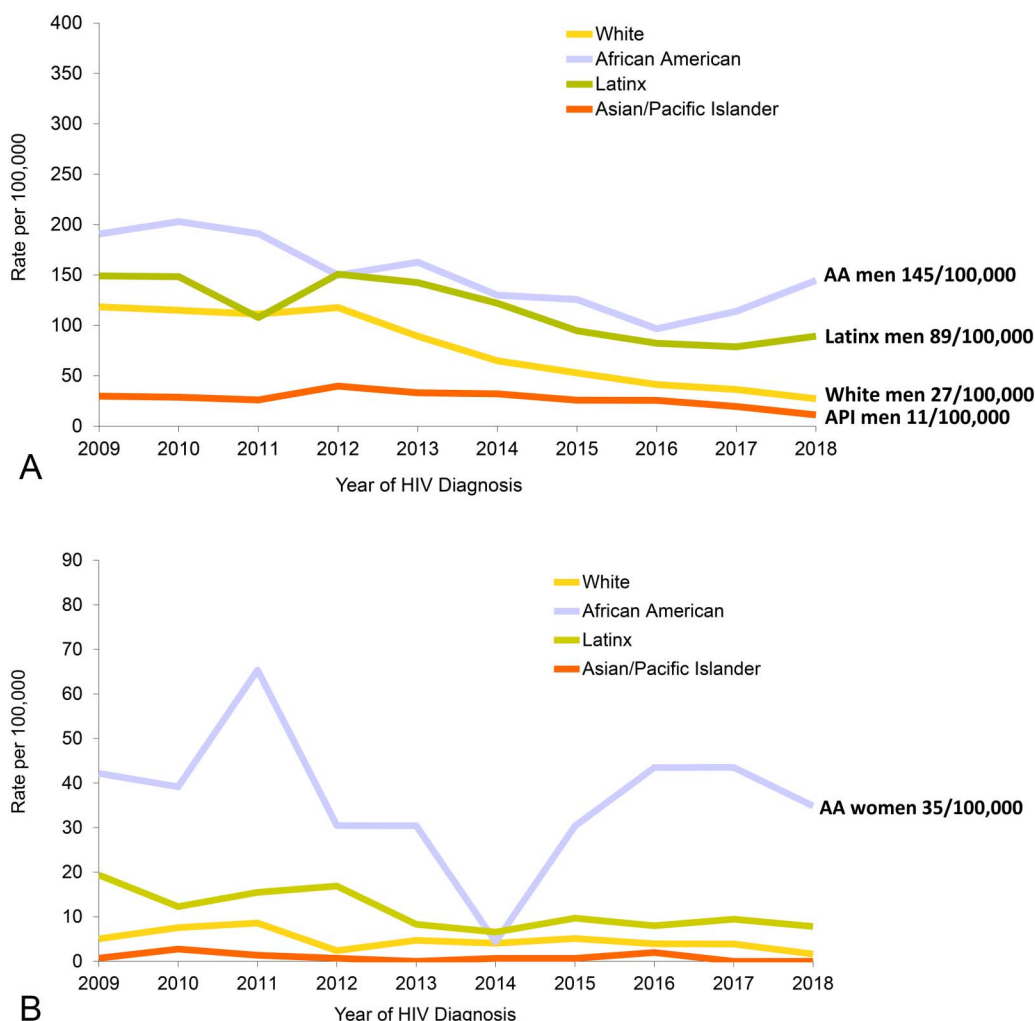 400
350
300
250
200
150
100
50
0
Rate per 100,000
White
African American
Latinx
Asian/Pacific Islander
AA men 145/100,000
Latinx men 89/100,000
White men 27/100,000
API men 11/100,000
2009 2010 2011 2012 2013 2014 2015 2016 2017 2018
A
Year of HIV Diagnosis
90
80
70
60
50
40
30
20
10
0
Rate per 100,000
White
African American
Latinx
Asian/Pacific Islander
AA women 35/100,000
2009 2010 2011 2012 2013 2014 2015 2016 2017 2018
B
Year of HIV Diagnosis